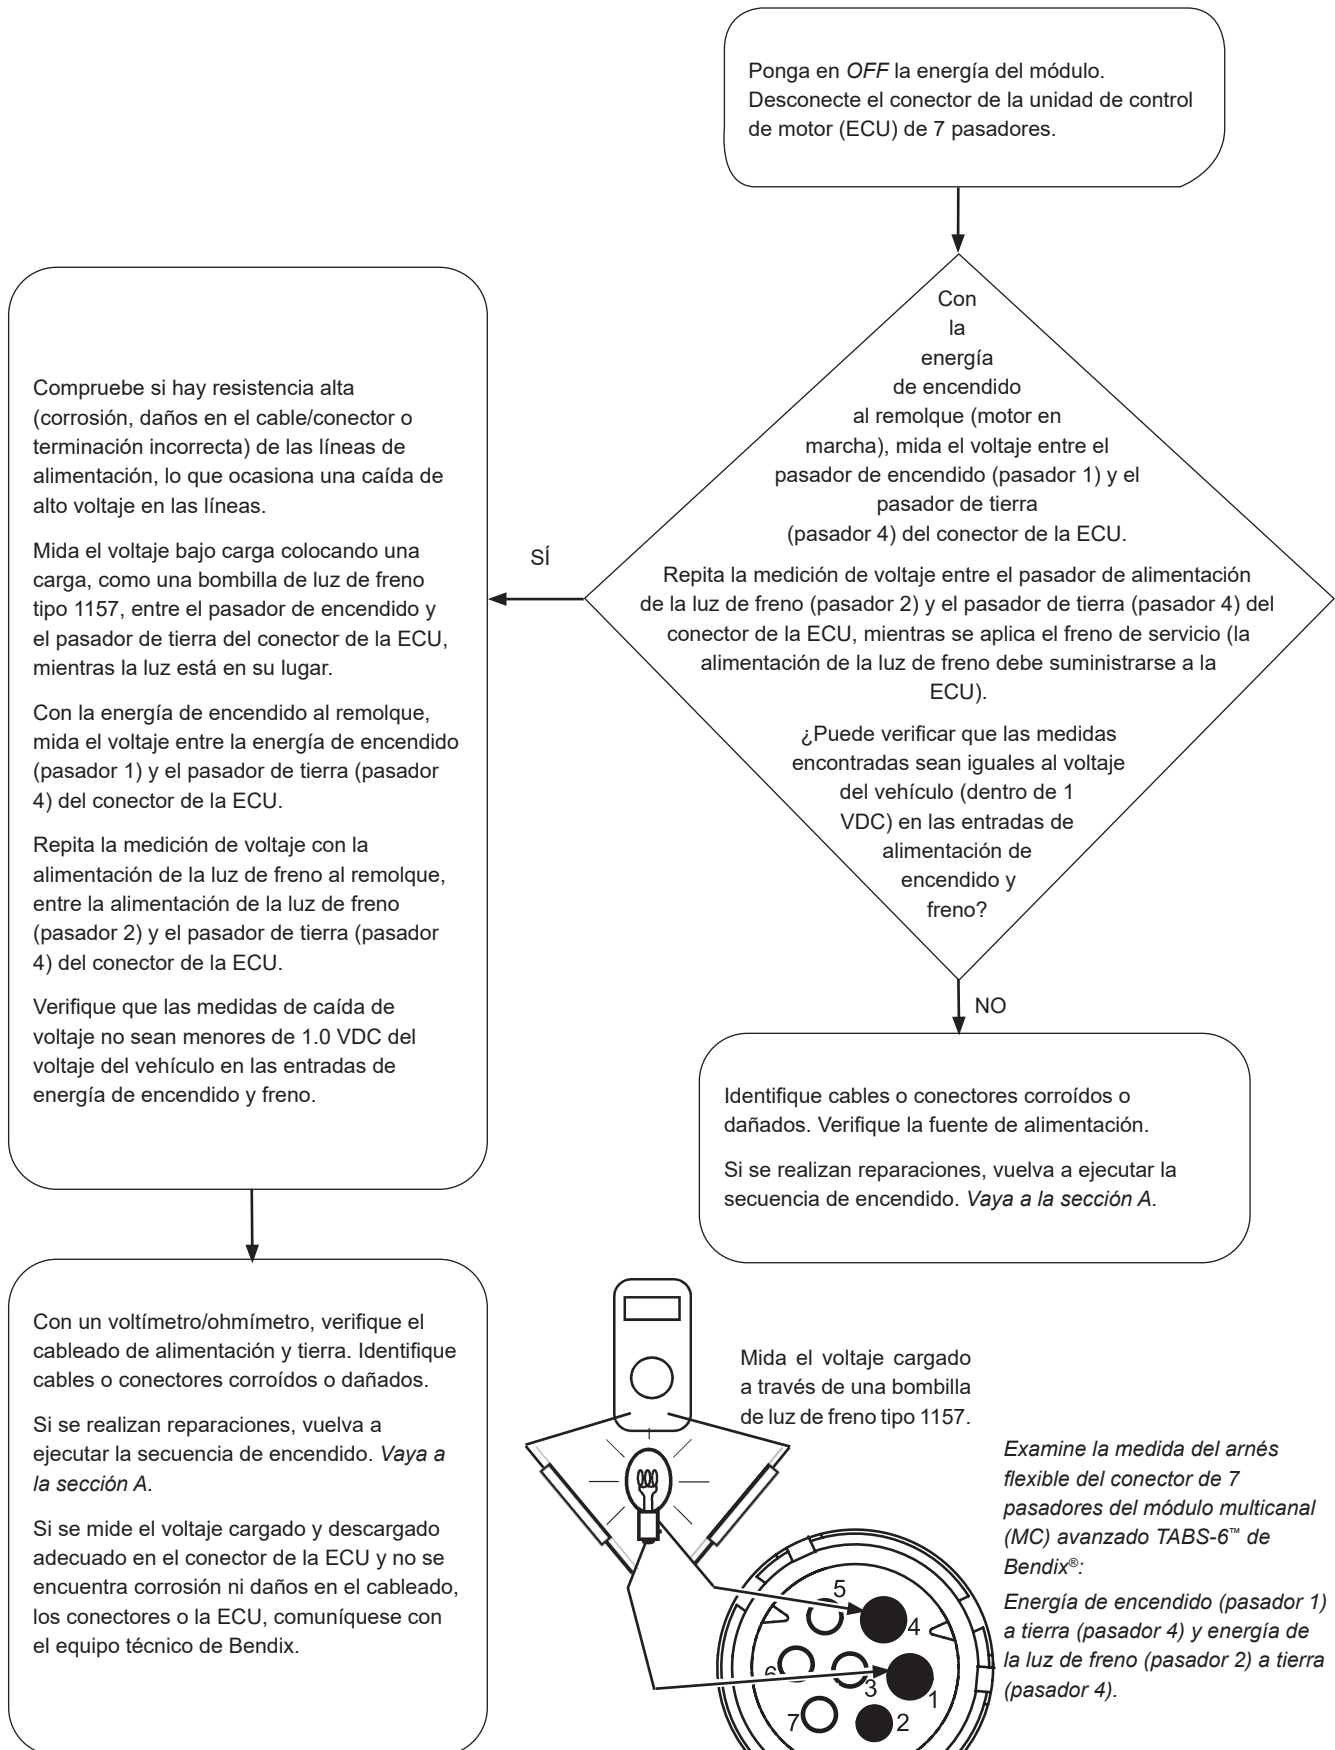 Ponga en OFF la energía del módulo.
Desconecte el conector de la unidad de control
de motor (ECU) de 7 pasadores.
Con
la
energía
de encendido
al remolque (motor en
marcha), mida el voltaje entre el
pasador de encendido (pasador 1) y el
pasador de tierra
(pasador 4) del conector de la ECU.
Repita la medición de voltaje entre el pasador de alimentación
de la luz de freno (pasador 2) y el pasador de tierra (pasador 4) del
conector de la ECU, mientras se aplica el freno de servicio (la
alimentación de la luz de freno debe suministrarse a la
ECU).
¿Puede verificar que las medidas
encontradas sean iguales al voltaje
del vehículo (dentro de 1
VDC) en las entradas de
alimentación de
encendido y
freno?
SÍ
Compruebe si hay resistencia alta
(corrosión, daños en el cable/conector o
terminación incorrecta) de las líneas de
alimentación, lo que ocasiona una caída de
alto voltaje en las líneas.
Mida el voltaje bajo carga colocando una
carga, como una bombilla de luz de freno
tipo 1157, entre el pasador de encendido y
el pasador de tierra del conector de la ECU,
mientras la luz está en su lugar.
Con la energía de encendido al remolque,
mida el voltaje entre la energía de encendido
(pasador 1) y el pasador de tierra (pasador
4) del conector de la ECU.
Repita la medición de voltaje con la
alimentación de la luz de freno al remolque,
entre la alimentación de la luz de freno
(pasador 2) y el pasador de tierra (pasador
4) del conector de la ECU.
Verifique que las medidas de caída de
voltaje no sean menores de 1.0 VDC del
voltaje del vehículo en las entradas de
energía de encendido y freno.
NO
Identifique cables o conectores corroídos o
dañados. Verifique la fuente de alimentación.
Si se realizan reparaciones, vuelva a ejecutar la
secuencia de encendido. Vaya a la sección A.
Con un voltímetro/ohmímetro, verifique el
cableado de alimentación y tierra. Identifique
cables o conectores corroídos o dañados.
Si se realizan reparaciones, vuelva a
ejecutar la secuencia de encendido. Vaya a
la sección A.
Si se mide el voltaje cargado y descargado
adecuado en el conector de la ECU y no se
encuentra corrosión ni daños en el cableado,
los conectores o la ECU, comuníquese con
el equipo técnico de Bendix.
Mida el voltaje cargado
a través de una bombilla
de luz de freno tipo 1157.
Examine la medida del arnés
flexible del conector de 7
pasadores del módulo multicanal
(MC) avanzado TABS-6™ de
Bendix®:
Energía de encendido (pasador 1)
a tierra (pasador 4) y energía de
la luz de freno (pasador 2) a tierra
(pasador 4).
5
4
6
3
1
7
2